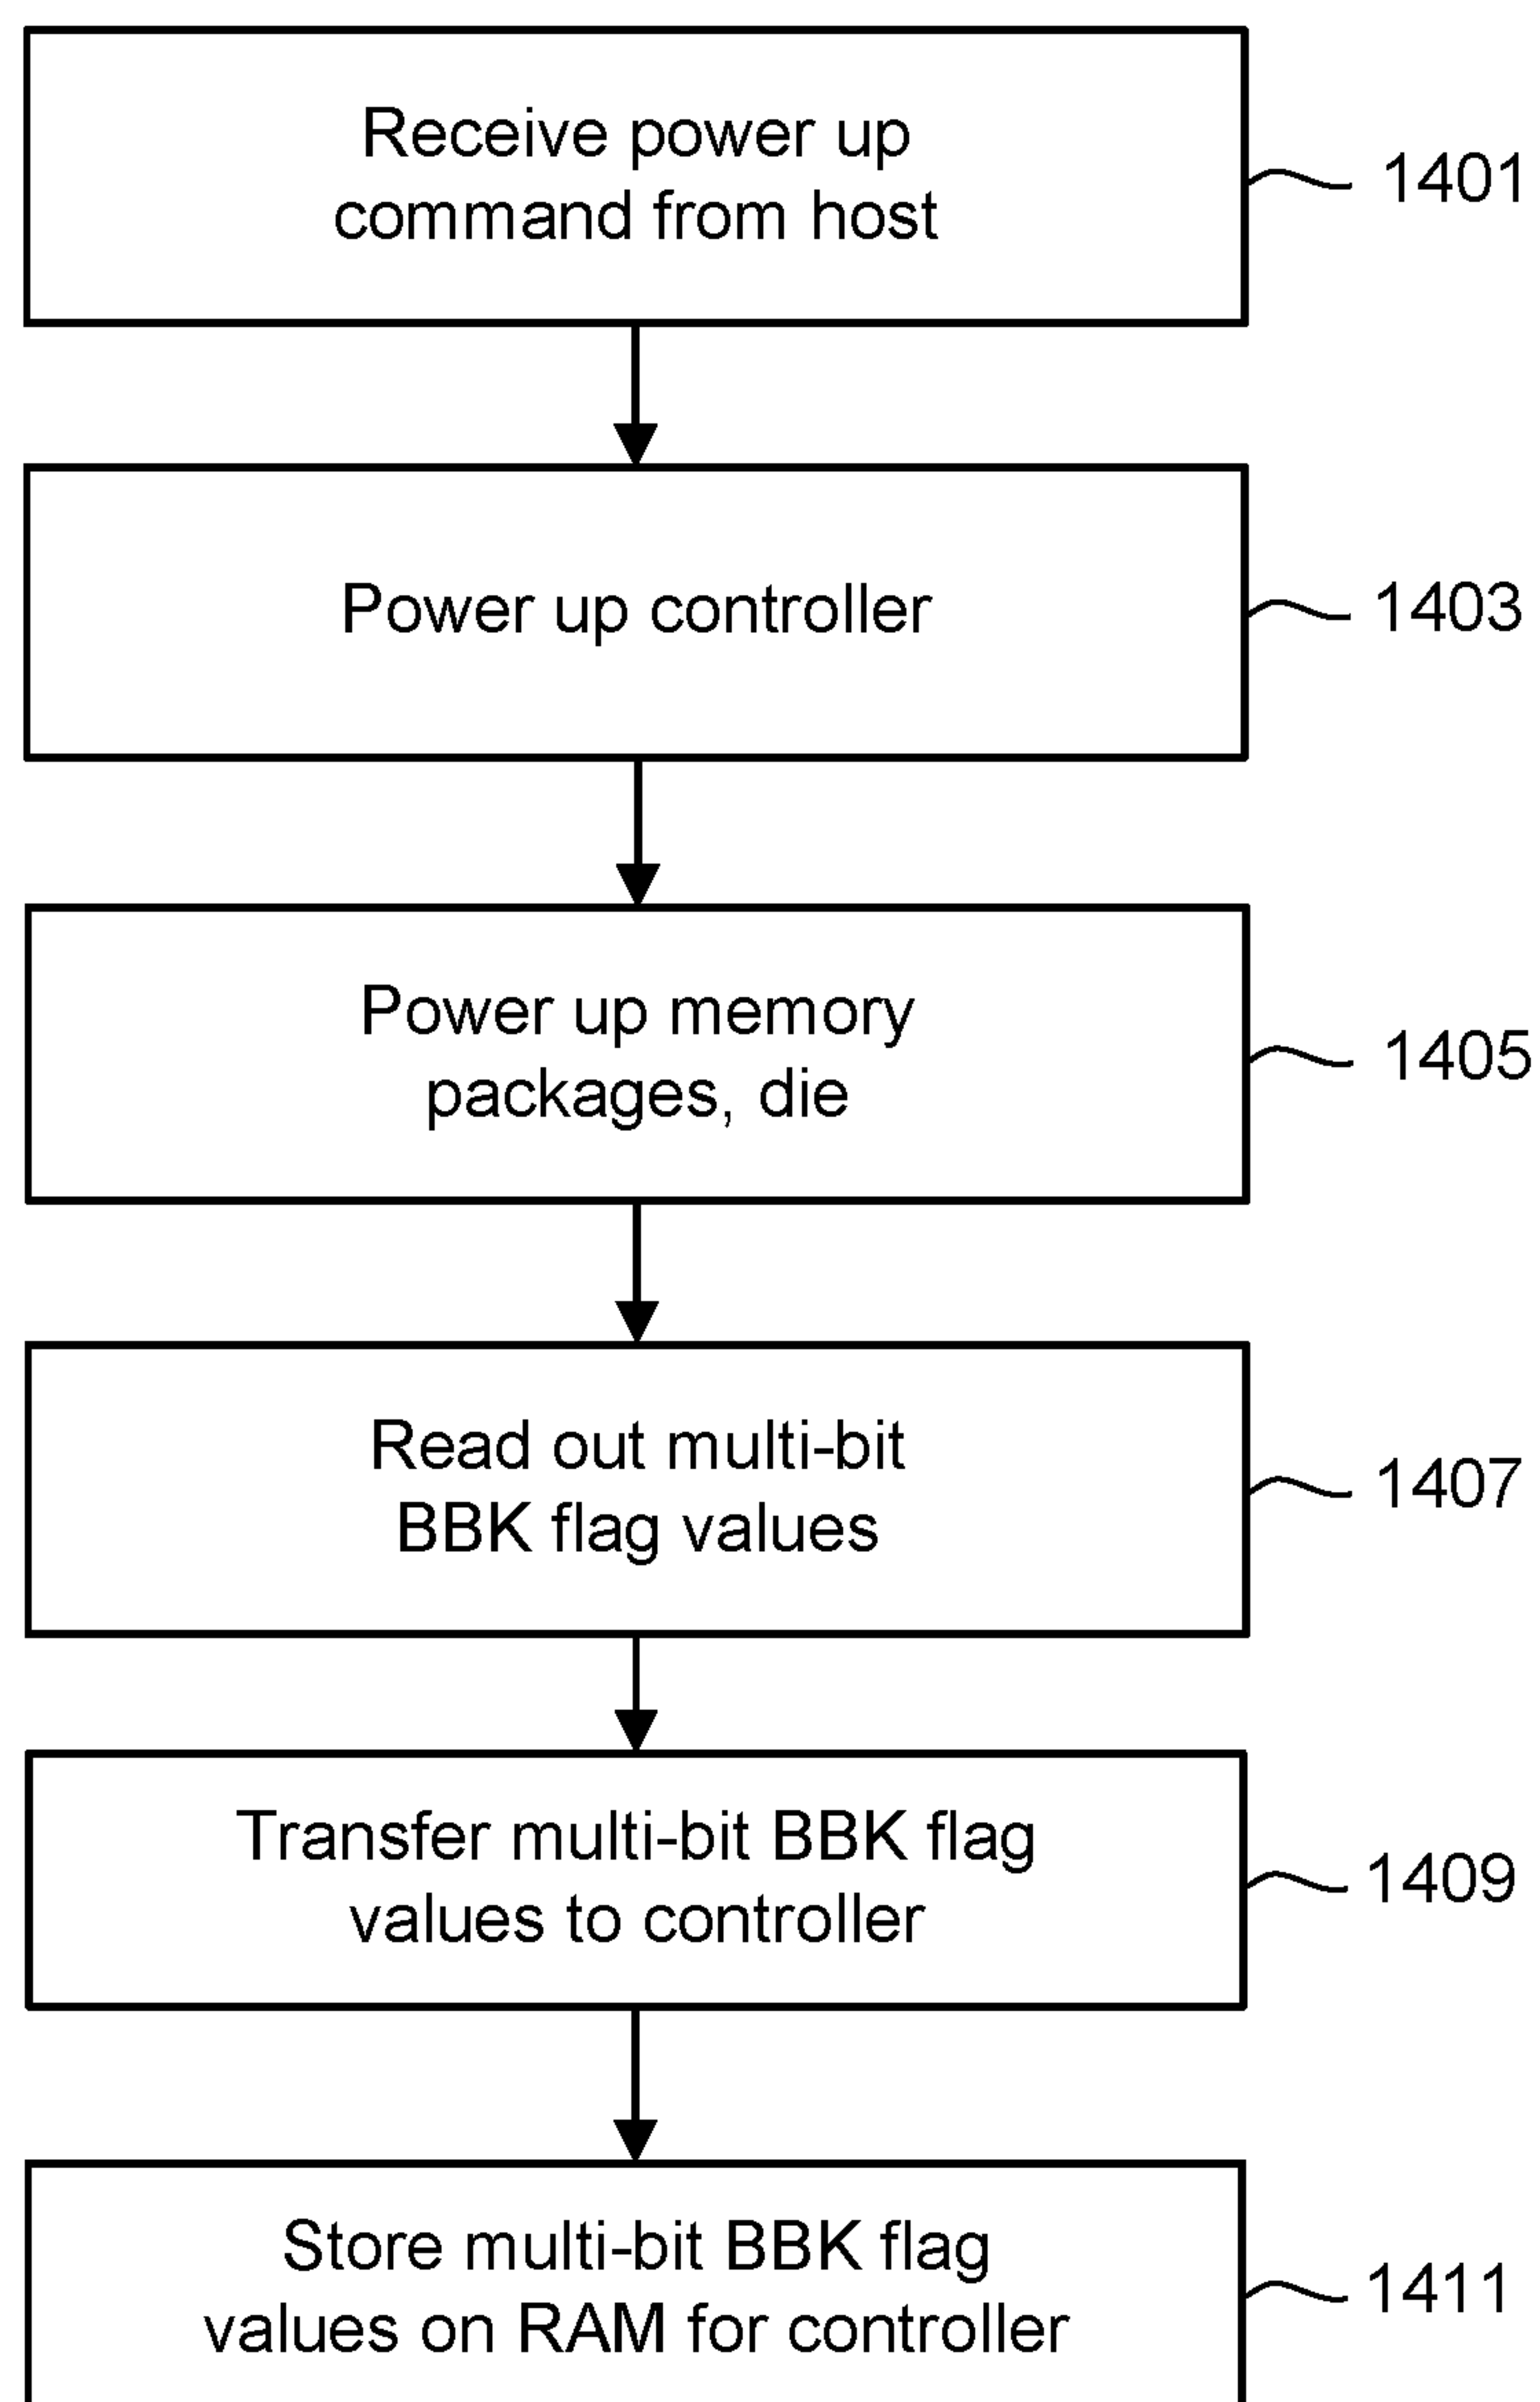 Receive power up
command from host
1401
Power up controller
1403
Power up memory
packages, die
1405
Read out multi-bit
BBK flag values
1407
Transfer multi-bit BBK flag
values to controller
1409
Store multi-bit BBK flag
values on RAM for controller
1411